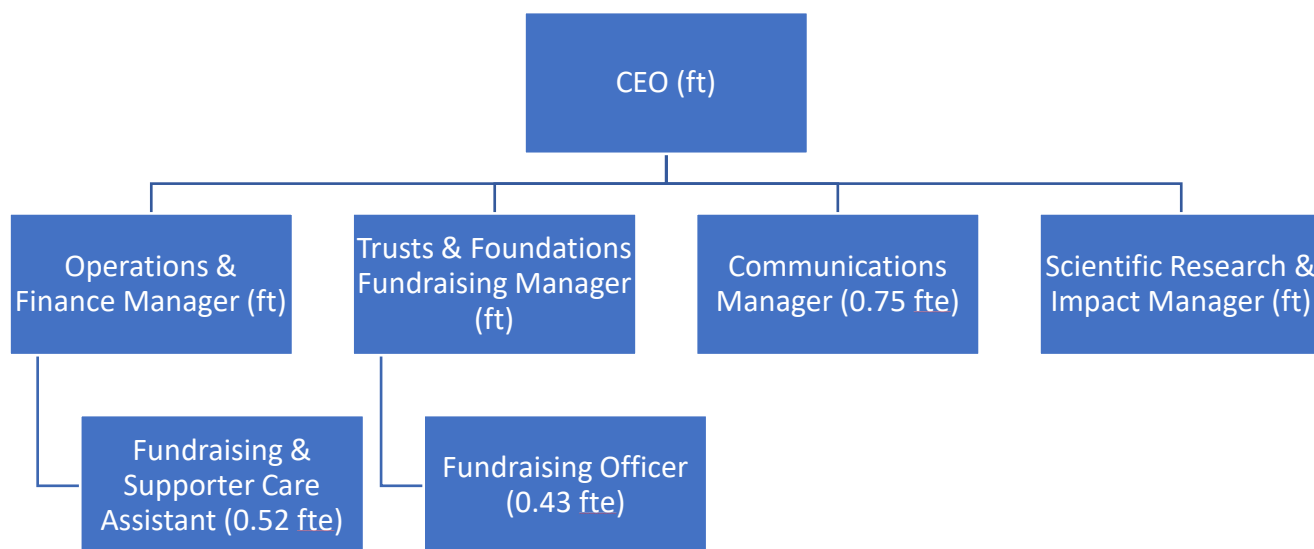 CEO (ft)
Operations &
Finance Manager (ft)
Trusts & Foundations
Fundraising Manager
(ft)
Communications
Manager (0.75 fte)
Scientific Research &
Impact Manager (ft)
Fundraising &
Supporter Care
Assistant (0.52 fte)
Fundraising Officer
(0.43 fte)